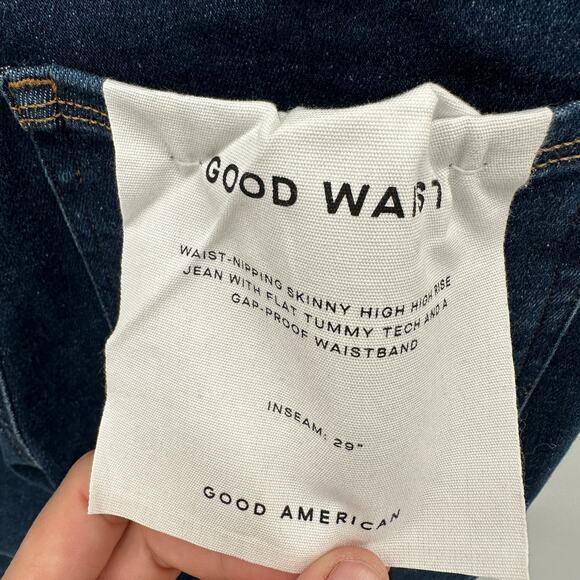 GOOD WAIST
WAIST-NIPPING SKINNY HIGH HIGH RISE
JEAN WITH FLAT TUMMY TECH AND A
GAP-PROOF WAISTBAND
INSEAM: 29"
GOOD AMERICAN